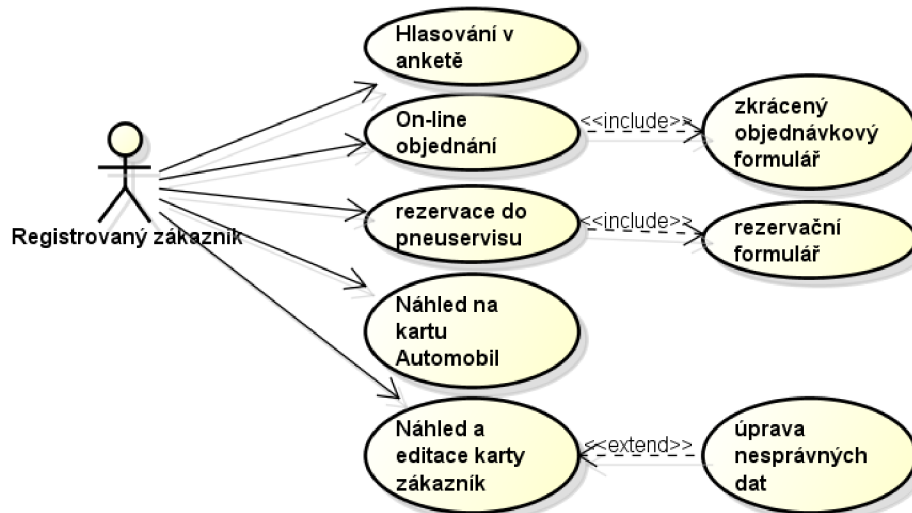 Hlasování v
anketě
On-line
objednání
<<include>>
zkrácený
objednávkový
formulář
Registrovaný zákazník
rezervace do
pneuservisu
<<include>>
rezervační
formulář
Náhled na
kartu
Automobil
Náhled a
editace karty
zákazník
<<extend>>
úprava
nesprávných
dat